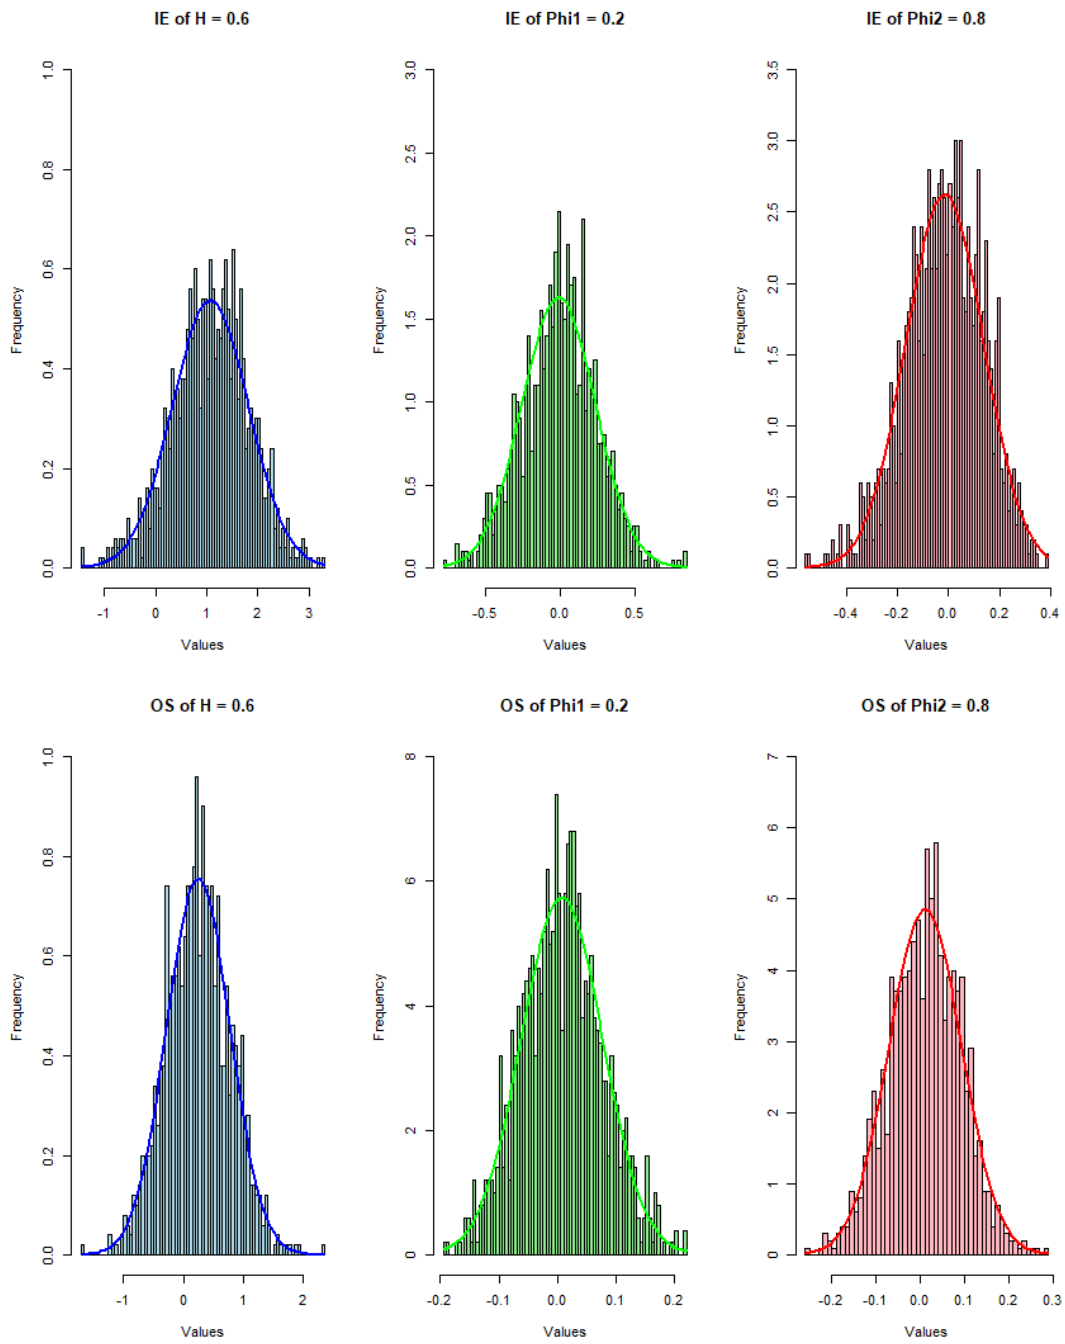 IE of H = 0.6
IE of Phi1 = 0.2
IE of Phi2 = 0.8
Frequency
0.0 0.2 0.4 0.6 0.8 1.0
-1 0 1 2 3
Values
Frequency
0.0 0.5 1.0 1.5 2.0 2.5 3.0
-0.5 0.0 0.5
Values
Frequency
0.0 0.5 1.0 1.5 2.0 2.5 3.0 3.5
-0.4 -0.2 0.0 0.2 0.4
Values
OS of H = 0.6
OS of Phi1 = 0.2
OS of Phi2 = 0.8
Frequency
0.0 0.2 0.4 0.6 0.8 1.0
-1 0 1 2
Values
Frequency
0 2 4 6 8
-0.2 -0.1 0.0 0.1 0.2
Values
Frequency
0 1 2 3 4 5 6 7
-0.2 -0.1 0.0 0.1 0.2 0.3
Values